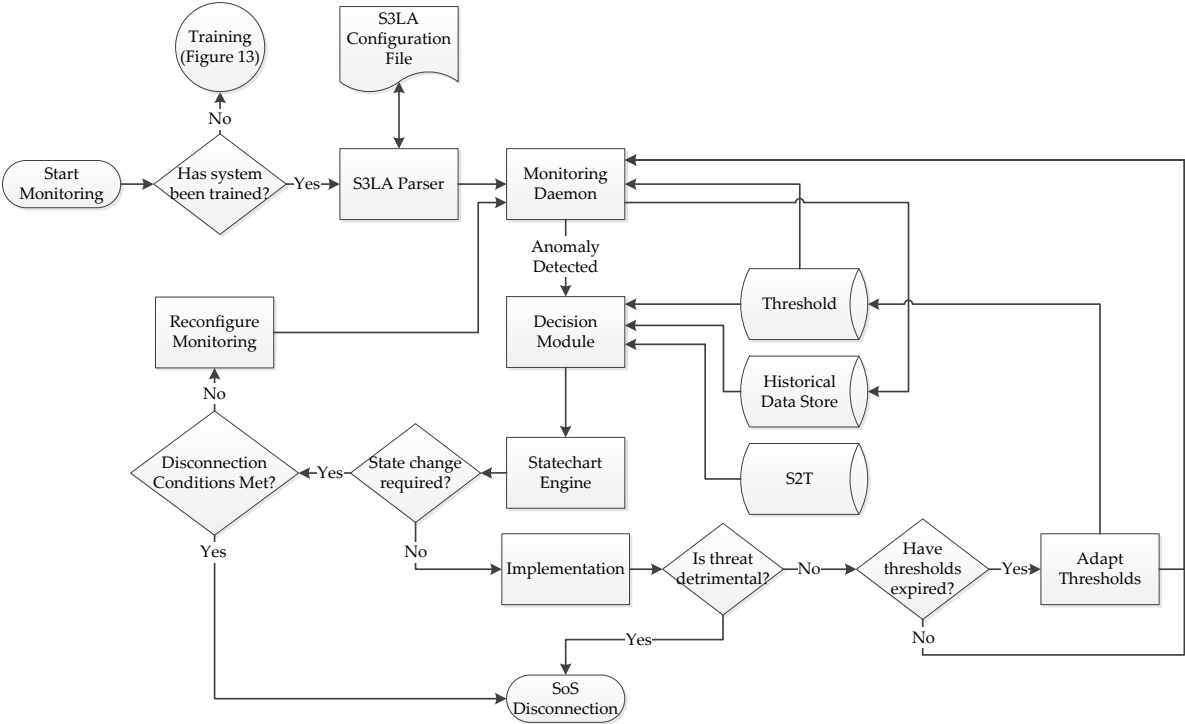 Training
(Figure 13)
S3LA
Configuration
File
No
Start
Monitoring
Has system
been trained?
Yes
S3LA Parser
Monitoring
Daemon
Anomaly
Detected
Reconfigure
Monitoring
Decision
Module
Threshold
Historical
Data Store
No
Disconnection
Conditions Met?
Yes
State change
required?
Statechart
Engine
S2T
Yes
No
Implementation
Is threat
detrimental?
No
Have
thresholds
expired?
Yes
Adapt
Thresholds
Yes
No
SoS
Disconnection